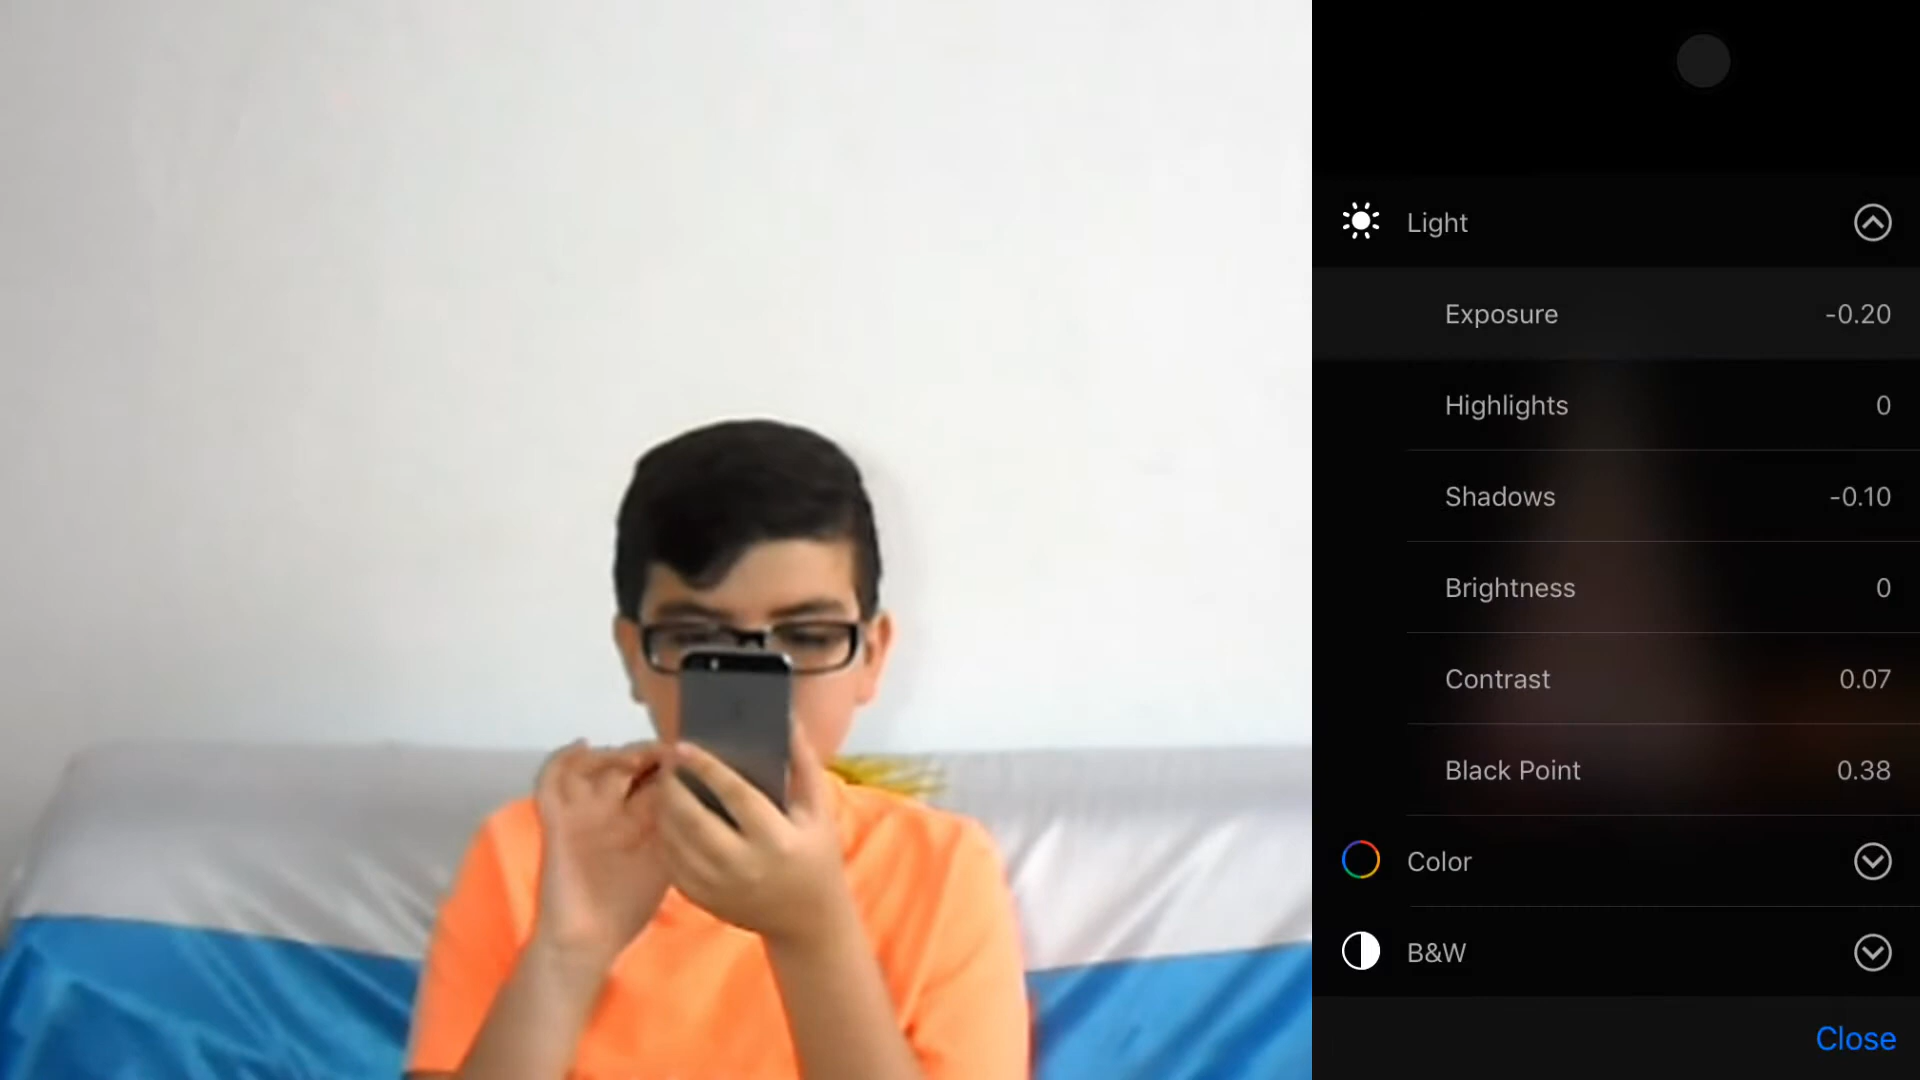 Light
Exposure -0.20
Highlights 0
Shadows -0.10
Brightness 0
Contrast 0.07
Black Point 0.38
Color
B&W
Close